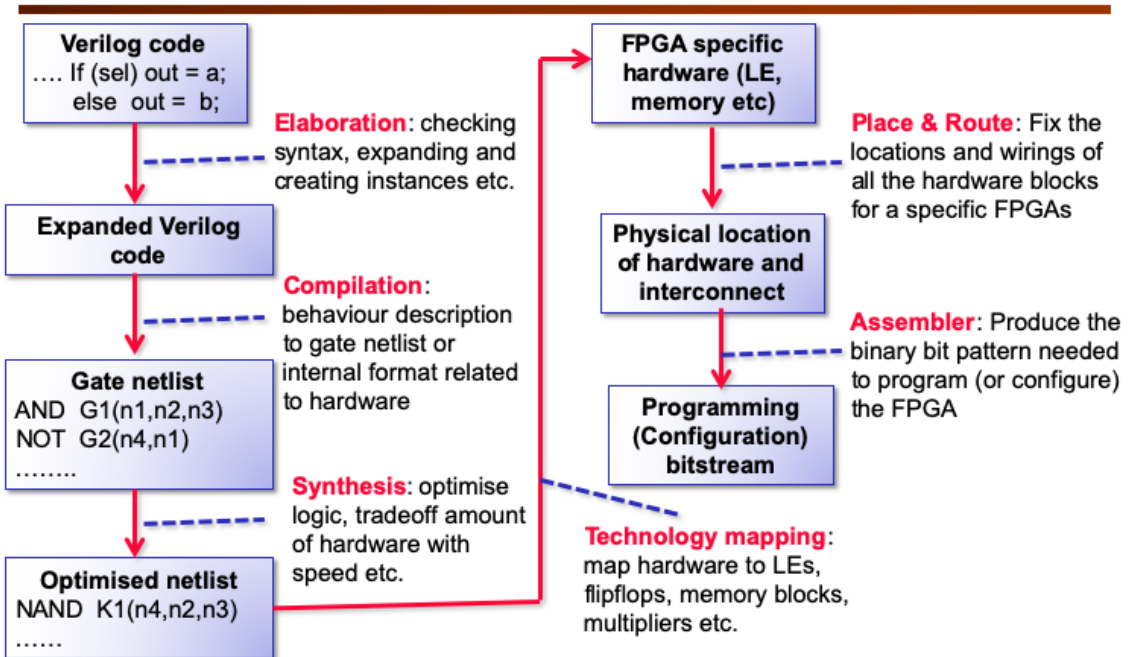 Verilog code
…. If (sel) out = a;
else out = b;
Elaboration: checking
syntax, expanding and
creating instances etc.
Expanded Verilog
code
Compilation:
behaviour description
to gate netlist or
internal format related
to hardware
Gate netlist
AND G1(n1,n2,n3)
NOT G2(n4,n1)
……..
Synthesis: optimise
logic, tradeoff amount
of hardware with
speed etc.
Optimised netlist
NAND K1(n4,n2,n3)
……
Technology mapping:
map hardware to LEs,
flipflops, memory blocks,
multipliers etc.
FPGA specific
hardware (LE,
memory etc)
Place & Route: Fix the
locations and wirings of
all the hardware blocks
for a specific FPGAs
Physical location
of hardware and
interconnect
Assembler: Produce the
binary bit pattern needed
to program (or configure)
the FPGA
Programming
(Configuration)
bitstream